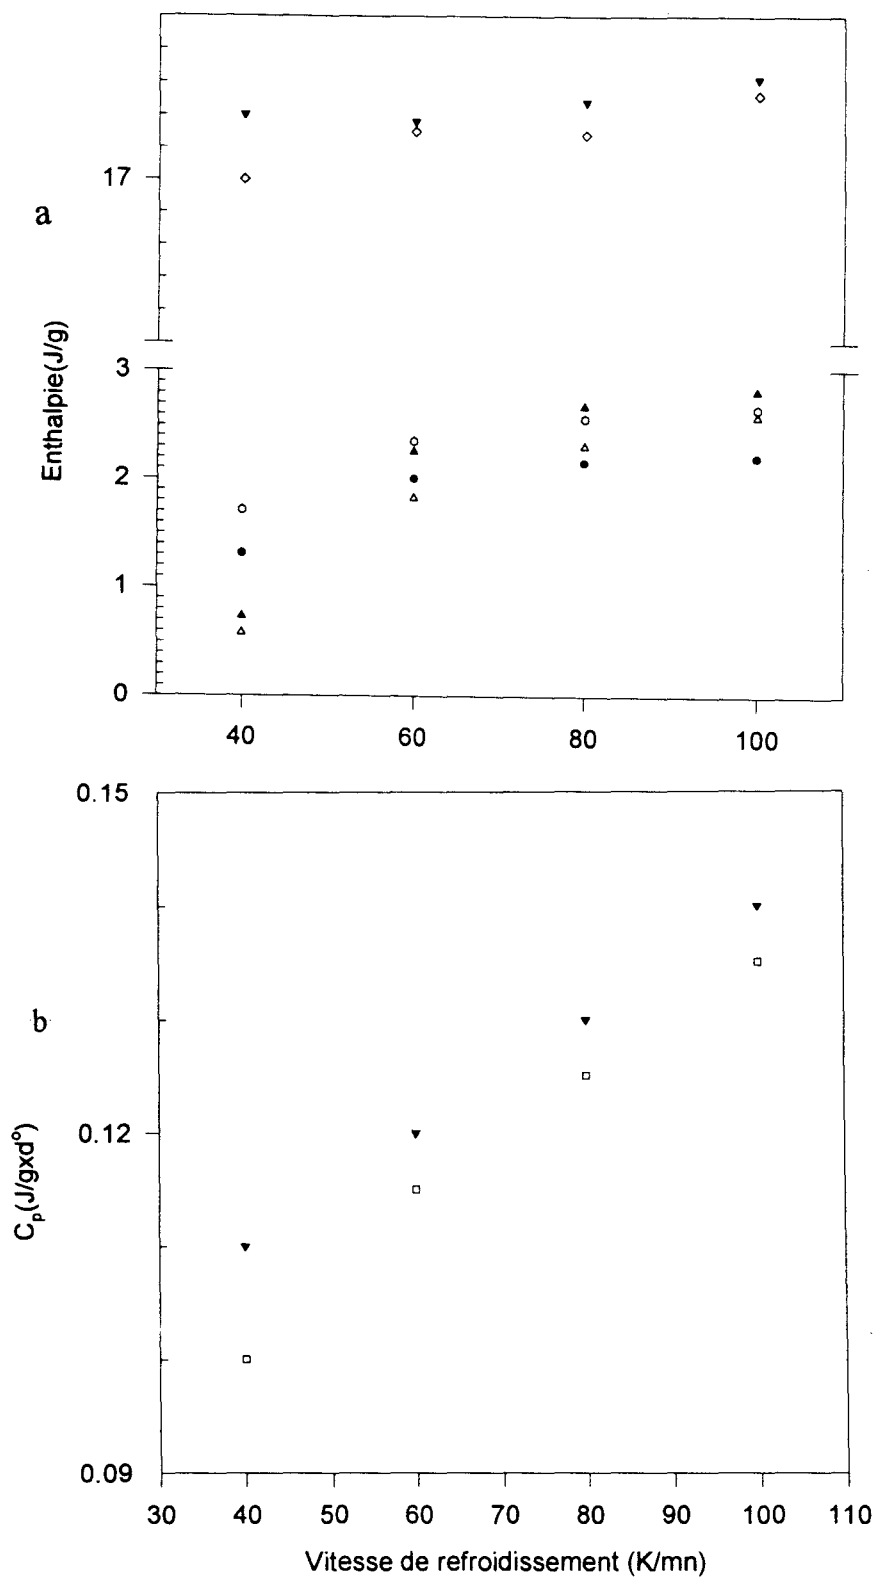 17
a
Enthalpie(J/g)
3
2
1
0
40 60 80 100
0.15
b
0.12
Cp(J/gxd°)
0.09
30 40 50 60 70 80 90 100 110
Vitesse de refroidissement (K/mn)